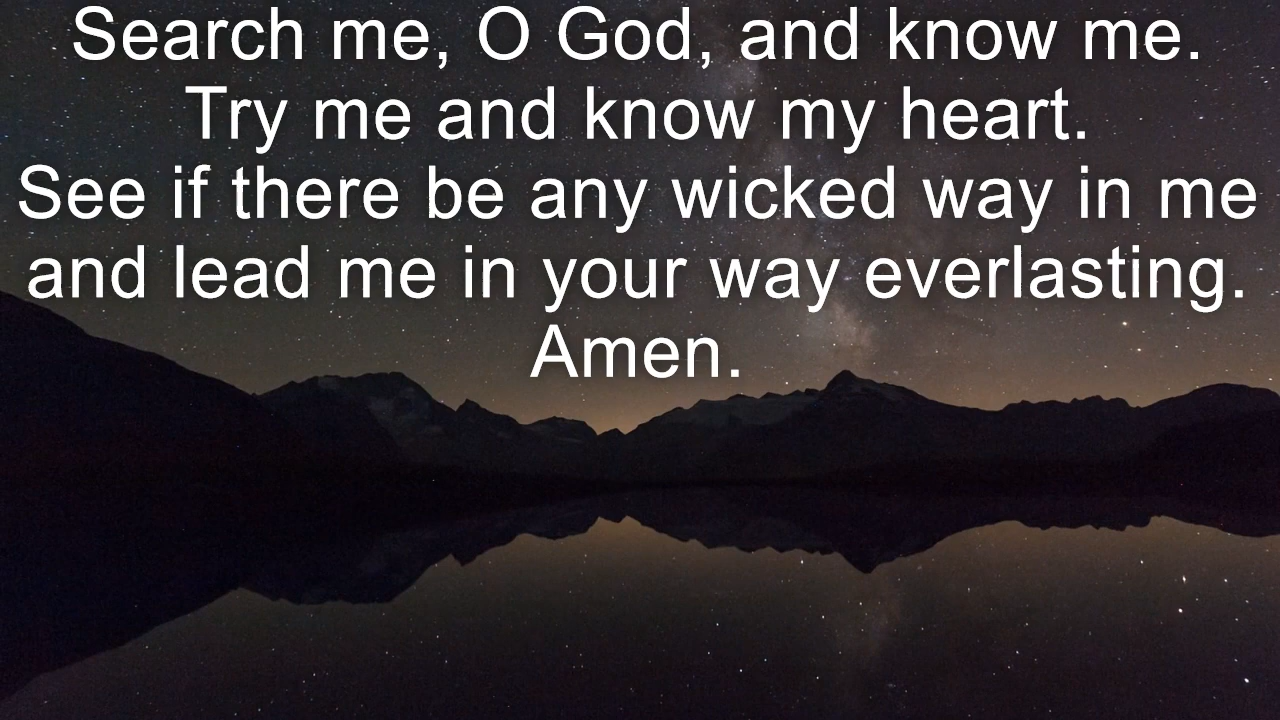 Search me, O God, and know me.
Try me and know my heart.
See if there be any wicked way in me
and lead me in your way everlasting.
Amen.